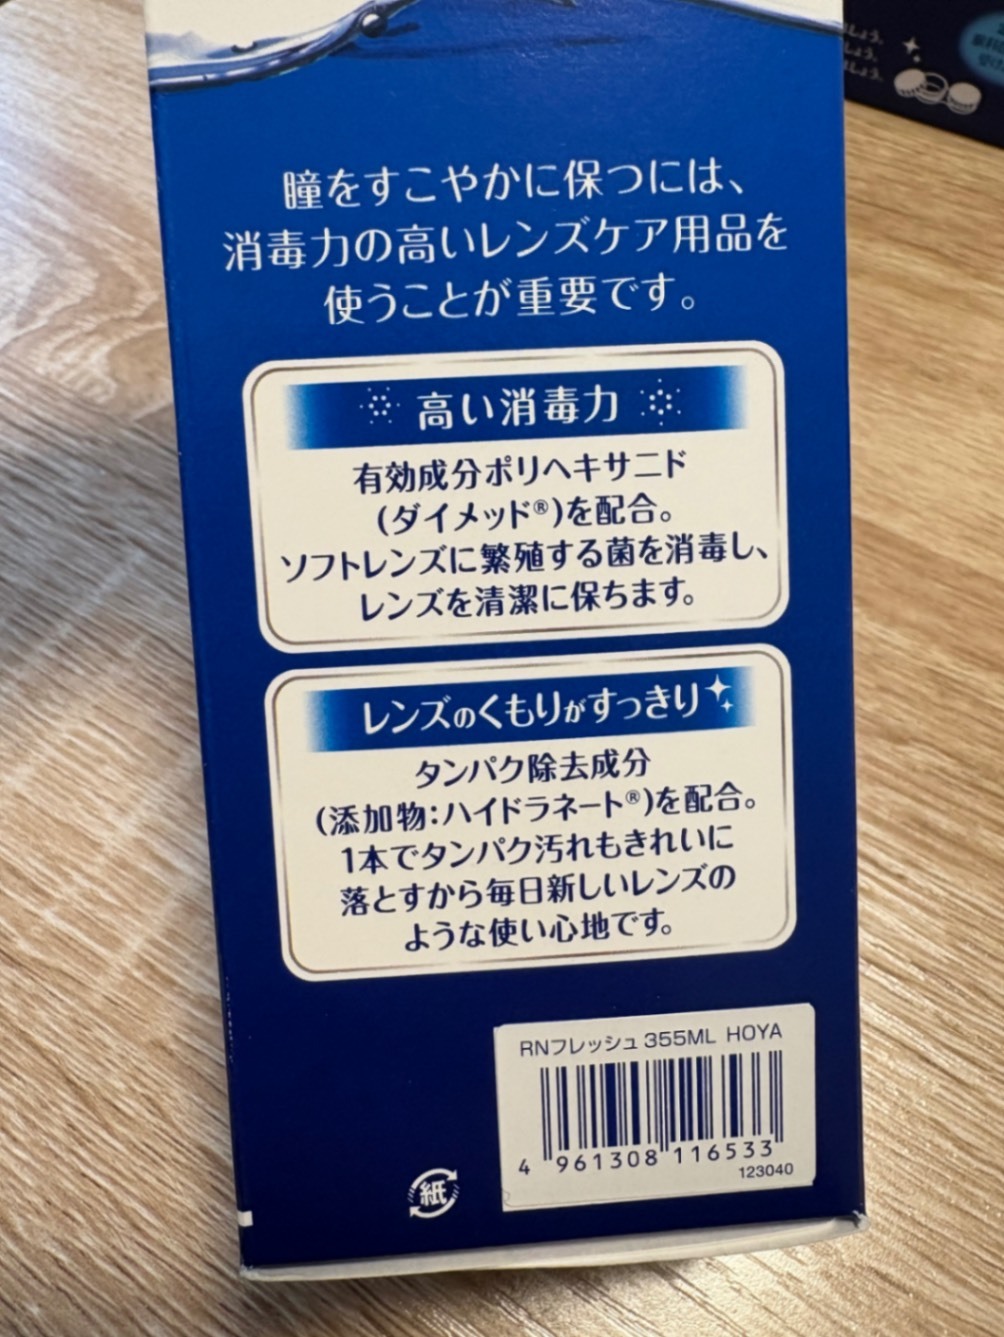 瞳をすこやかに保つには、
消毒力の高いレンズケア用品を
使うことが重要です。
高い消毒力
有効成分ポリヘキサニド
(ダイメッド®)を配合。
ソフトレンズに繁殖する菌を消毒し、
レンズを清潔に保ちます。
レンズのくもりがすっきり
タンパク除去成分
(添加物:ハイドラネート®)を配合。
1本でタンパク汚れもきれいに
落とすから毎日新しいレンズの
ような使い心地です。
RNフレッシュ 355ML HOYA
4 961308 116533
123040
紙